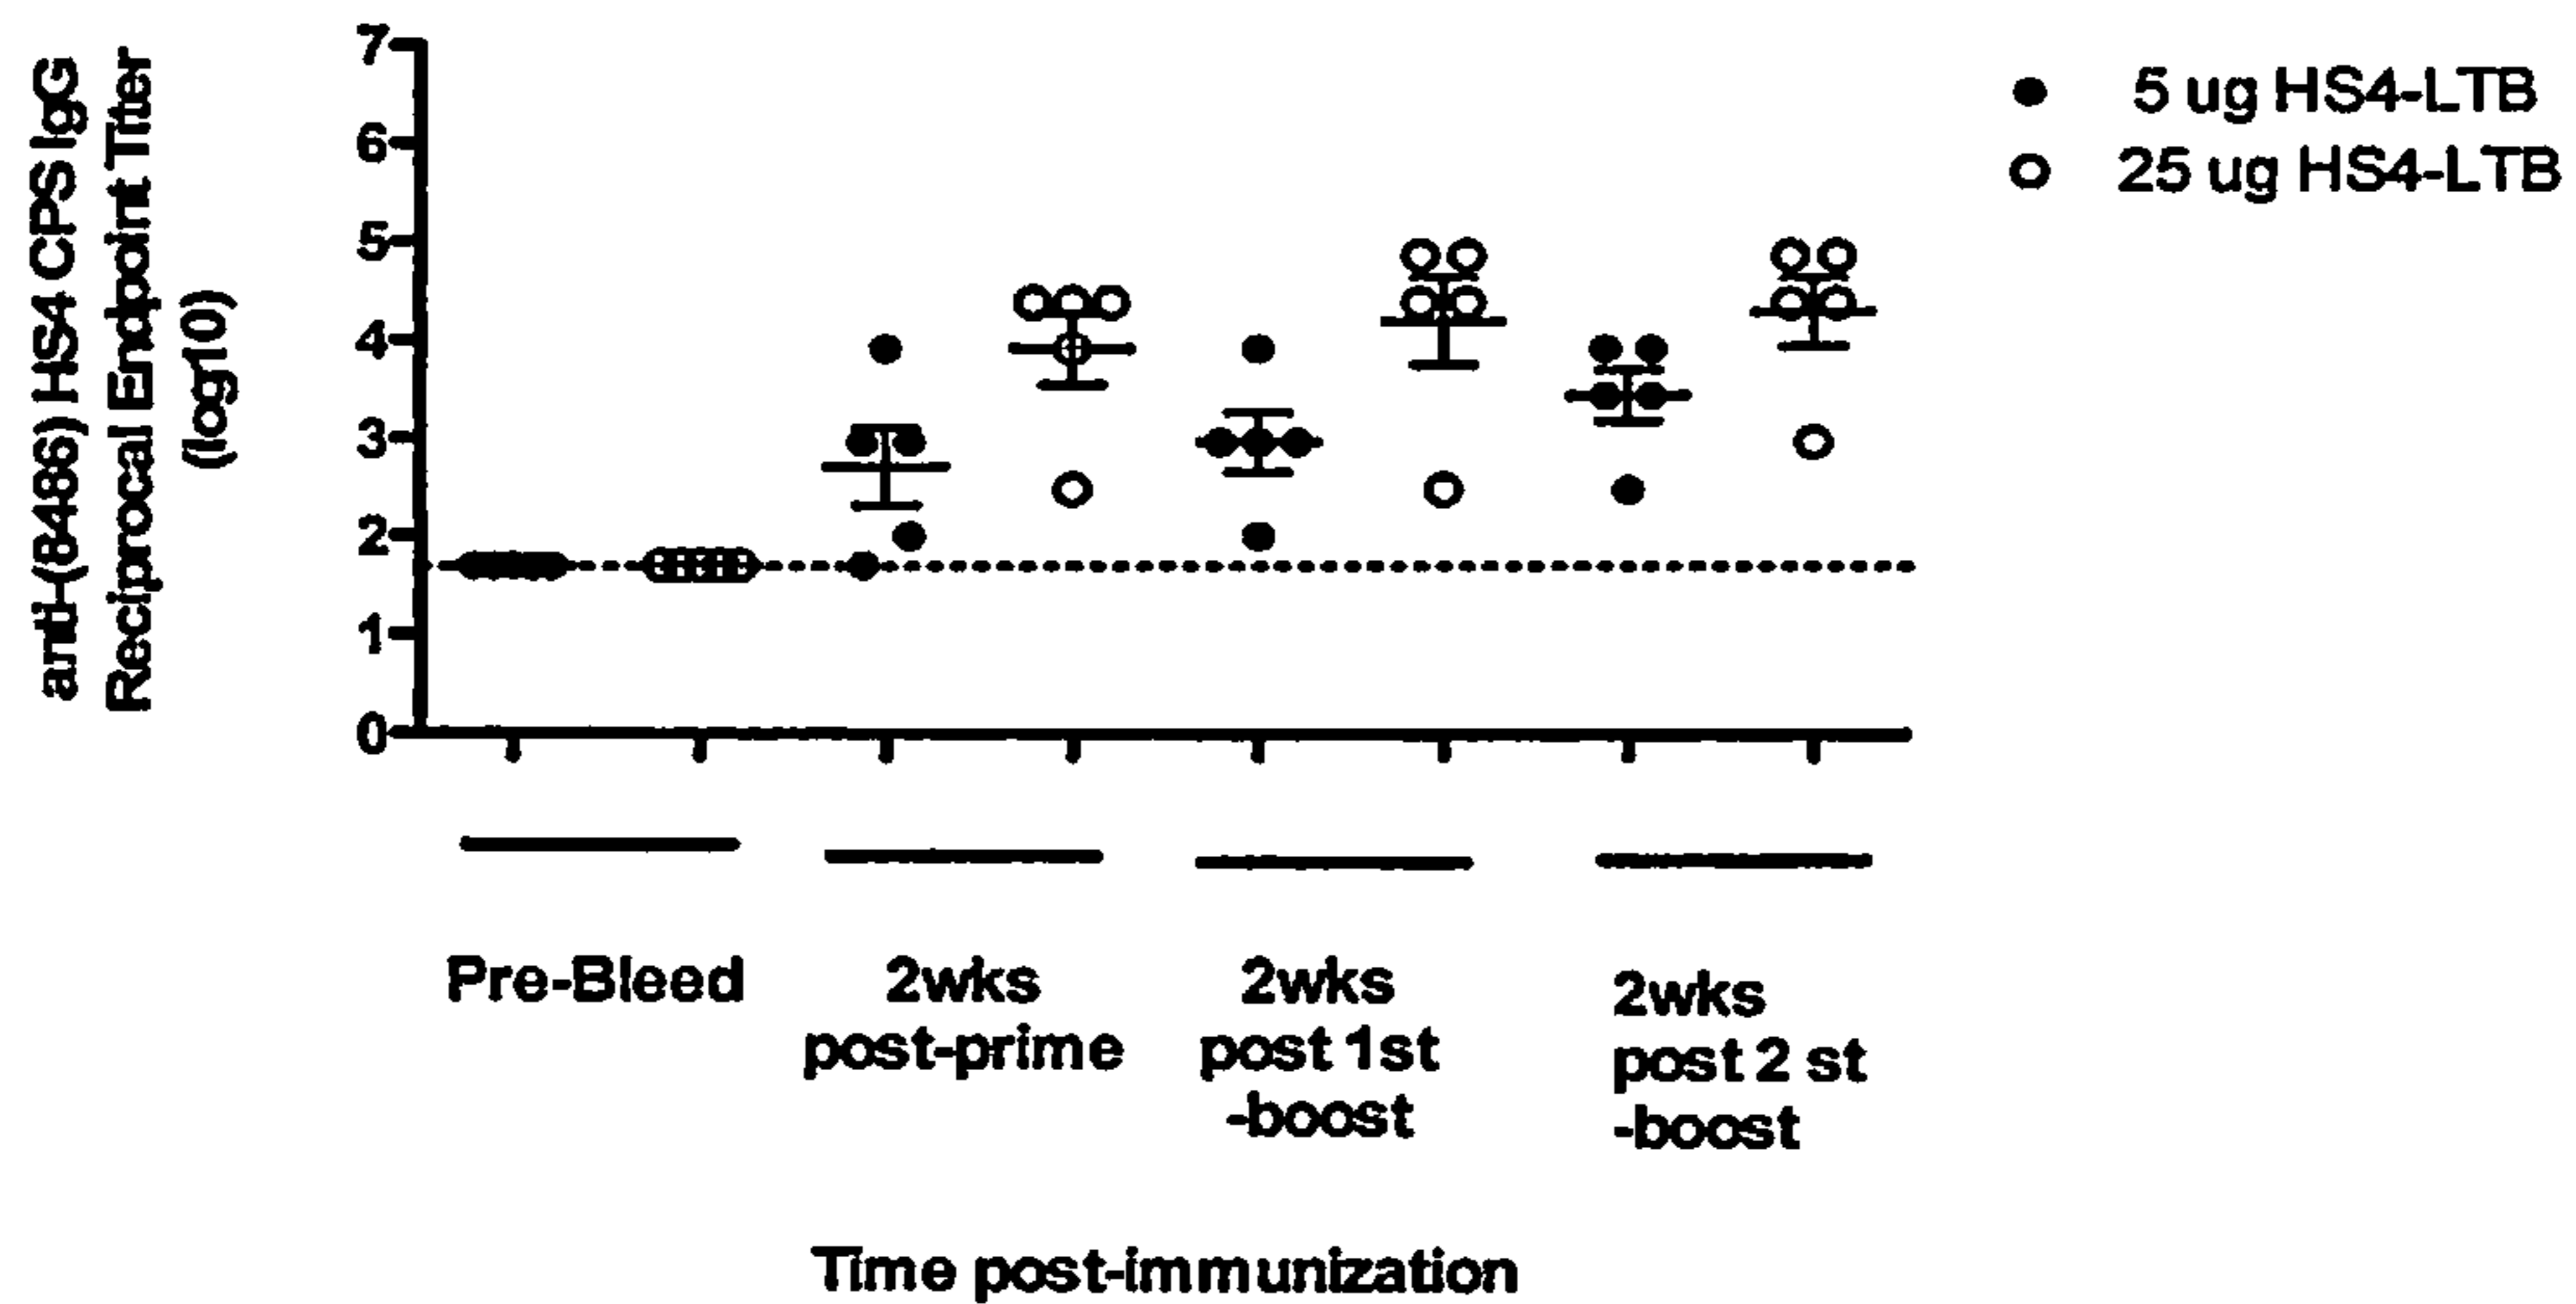 anti-(8486) HS4 CPS IgG
Reciprocal Endpoint Titer
(log10)
7
6
5
4
3
2
1
0
5 ug HS4-LTB
25 ug HS4-LTB
Pre-Bleed
2wks
post-prime
2wks
post 1st
-boost
2wks
post 2 st
-boost
Time post-immunization